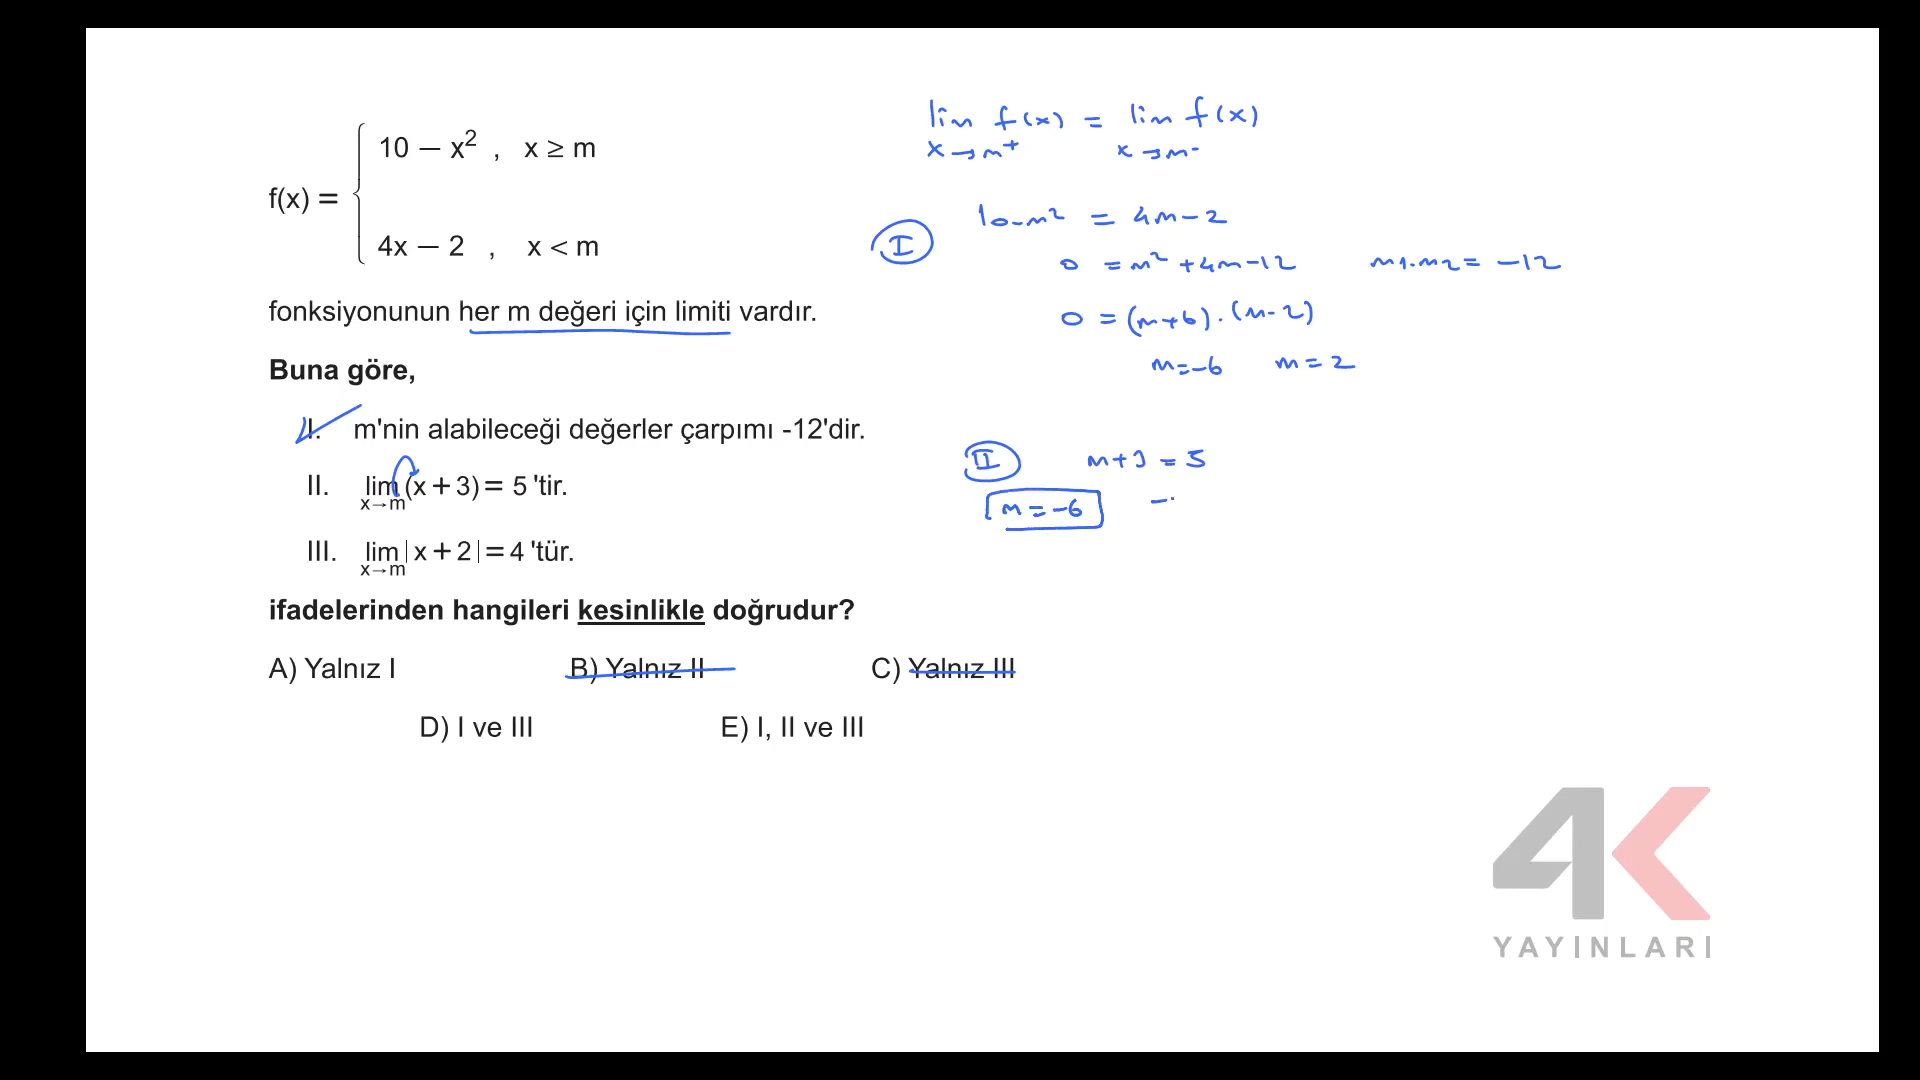 f(x) = { 10 − x² , x ≥ m
4x − 2 , x < m
fonksiyonunun her m değeri için limiti vardır.
Buna göre,
I. m'nin alabileceği değerler çarpımı -12'dir.
II. lim x→m (x + 3) = 5 'tir.
III. lim x→m |x + 2| = 4 'tür.
ifadelerinden hangileri kesinlikle doğrudur?
A) Yalnız I B) Yalnız II C) Yalnız III
D) I ve III E) I, II ve III
lim f(x) = lim f(x)
x→m⁺ x→m⁻
I
10-m² = 4m-2
0 = m²+4m-12 m1.m2 = -12
0 = (m+6).(m-2)
m=-6 m=2
II m+3 = 5
m=-6 -
4K
YAYINLARI